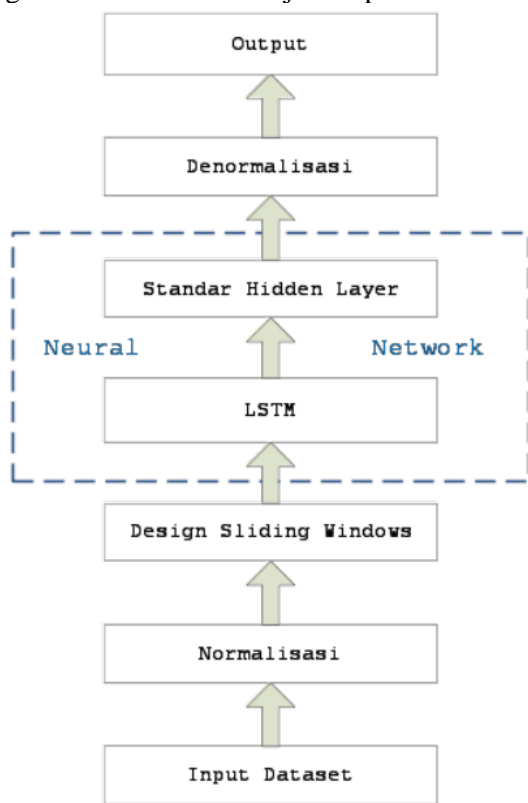 Output
Denormalisasi
Standar Hidden Layer
Neural Network
LSTM
Design Sliding Windows
Normalisasi
Input Dataset